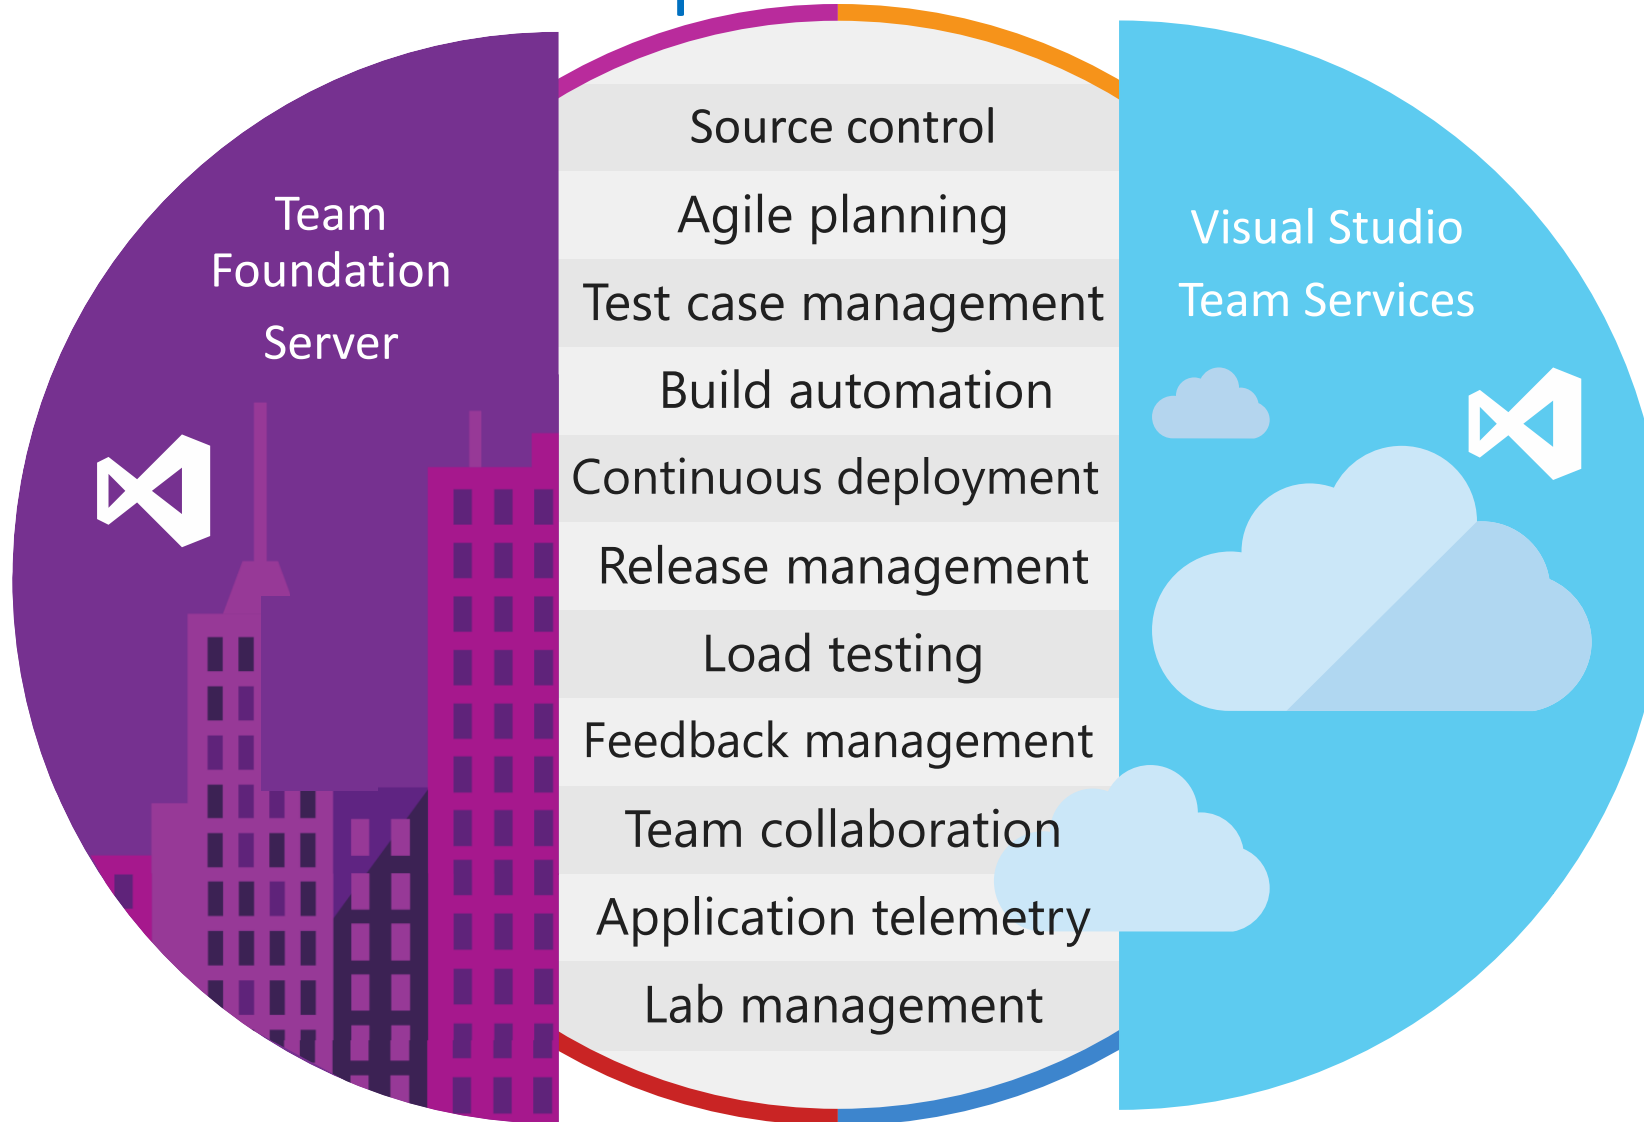 Team
Foundation
Server
Source control
Agile planning
Test case management
Build automation
Continuous deployment
Release management
Load testing
Feedback management
Team collaboration
Application telemetry
Lab management
Visual Studio
Team Services